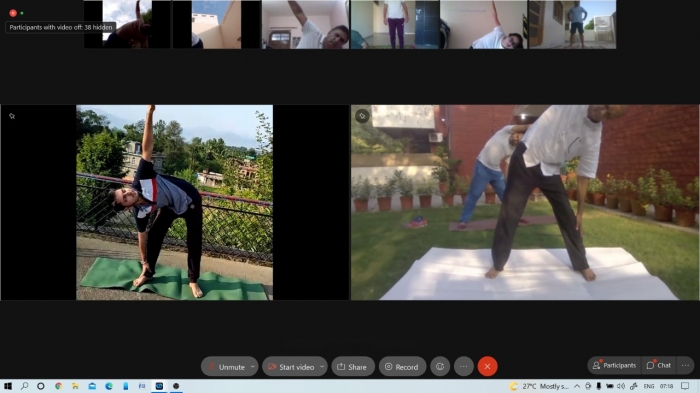 Participants with video off: 38 hidden
Unmute
Start video
Share
Record
Participants
Chat
27°C Mostly s...
ENG
07:18